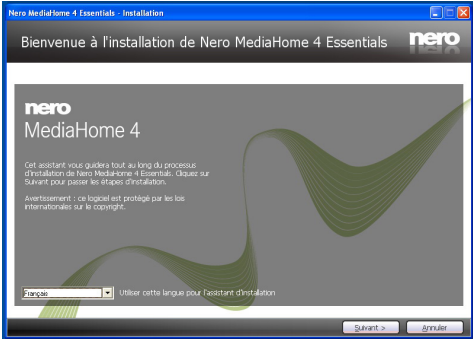 Nero MediaHome 4 Essentials - Installation
Bienvenue à l'installation de Nero MediaHome 4 Essentials
nero
nero
MediaHome 4
Cet assistant vous guidera tout au long du processus
d'installation de Nero MediaHome 4 Essentials. Cliquez sur
Suivant pour passer les étapes d'installation.
Avertissement : ce logiciel est protégé par les lois
internationales sur le copyright.
Français
Utiliser cette langue pour l'assistant d'installation
Suivant >
Annuler